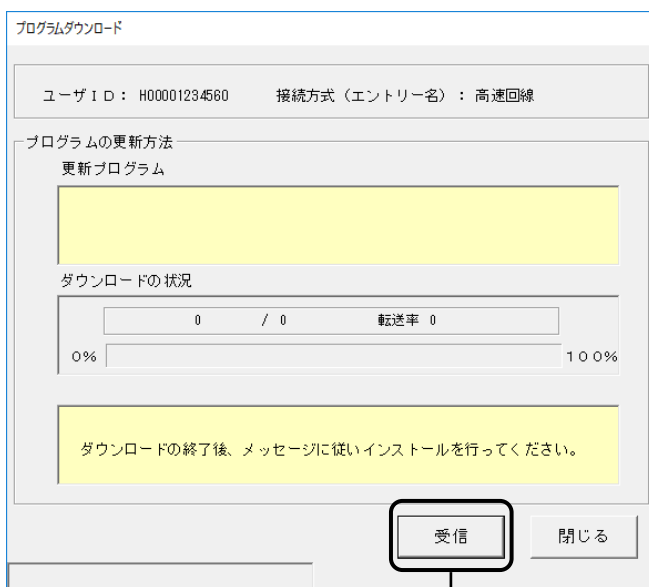 プログラムダウンロード
ユーザID： H00001234560 接続方式（エントリー名）： 高速回線
プログラムの更新方法
更新プログラム
ダウンロードの状況
0 / 0 転送率 0
0% 100%
ダウンロードの終了後、メッセージに従いインストールを行ってください。
受信 閉じる